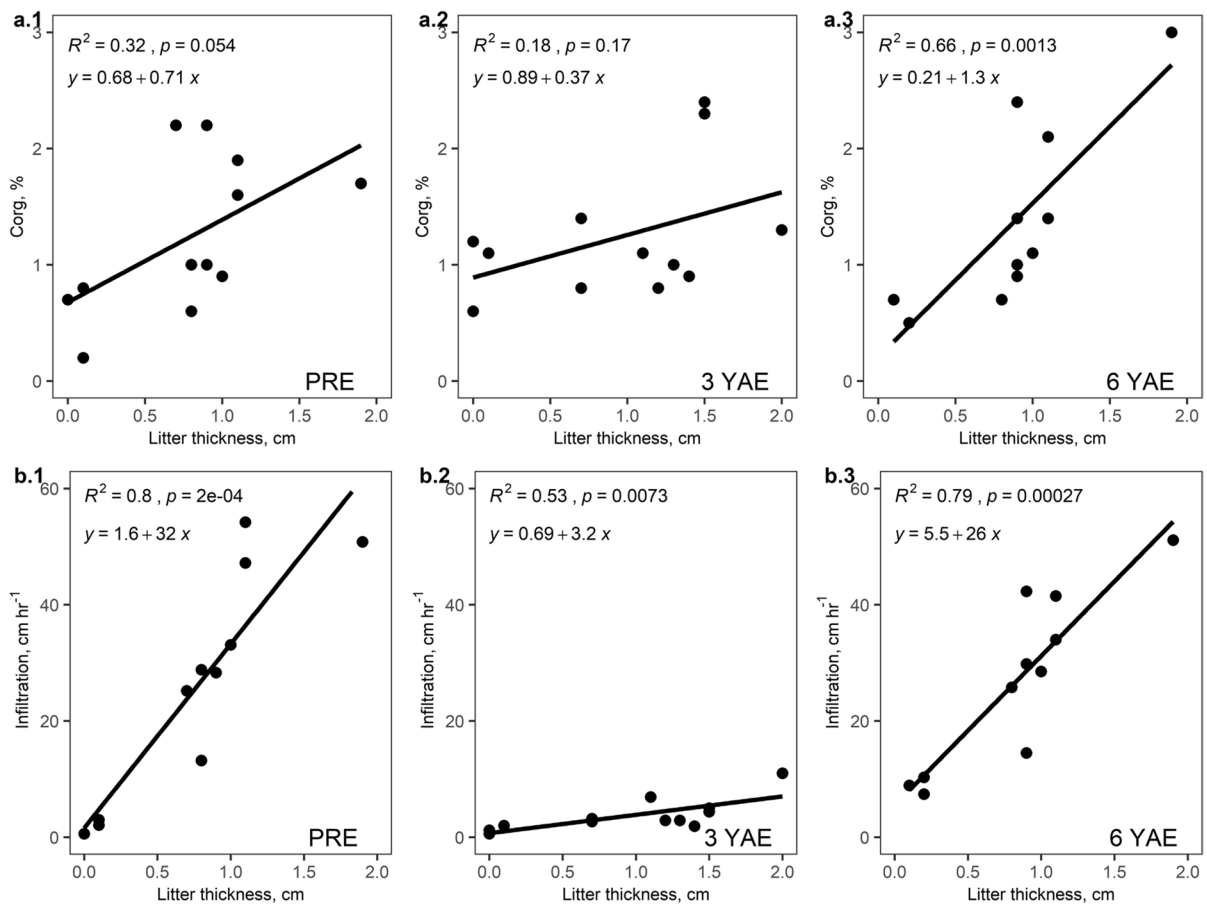 a.1
R² = 0.32 , p = 0.054
y = 0.68 + 0.71 x
3
2
1
0
Corg, %
PRE
0.0 0.5 1.0 1.5 2.0
Litter thickness, cm
a.2
R² = 0.18 , p = 0.17
y = 0.89 + 0.37 x
3
2
1
0
Corg, %
3 YAE
0.0 0.5 1.0 1.5 2.0
Litter thickness, cm
a.3
R² = 0.66 , p = 0.0013
y = 0.21 + 1.3 x
3
2
1
0
Corg, %
6 YAE
0.0 0.5 1.0 1.5 2.0
Litter thickness, cm
b.1
R² = 0.8 , p = 2e-04
y = 1.6 + 32 x
60
40
20
0
Infiltration, cm hr⁻¹
PRE
0.0 0.5 1.0 1.5 2.0
Litter thickness, cm
b.2
R² = 0.53 , p = 0.0073
y = 0.69 + 3.2 x
60
40
20
0
Infiltration, cm hr⁻¹
3 YAE
0.0 0.5 1.0 1.5 2.0
Litter thickness, cm
b.3
R² = 0.79 , p = 0.00027
y = 5.5 + 26 x
60
40
20
0
Infiltration, cm hr⁻¹
6 YAE
0.0 0.5 1.0 1.5 2.0
Litter thickness, cm